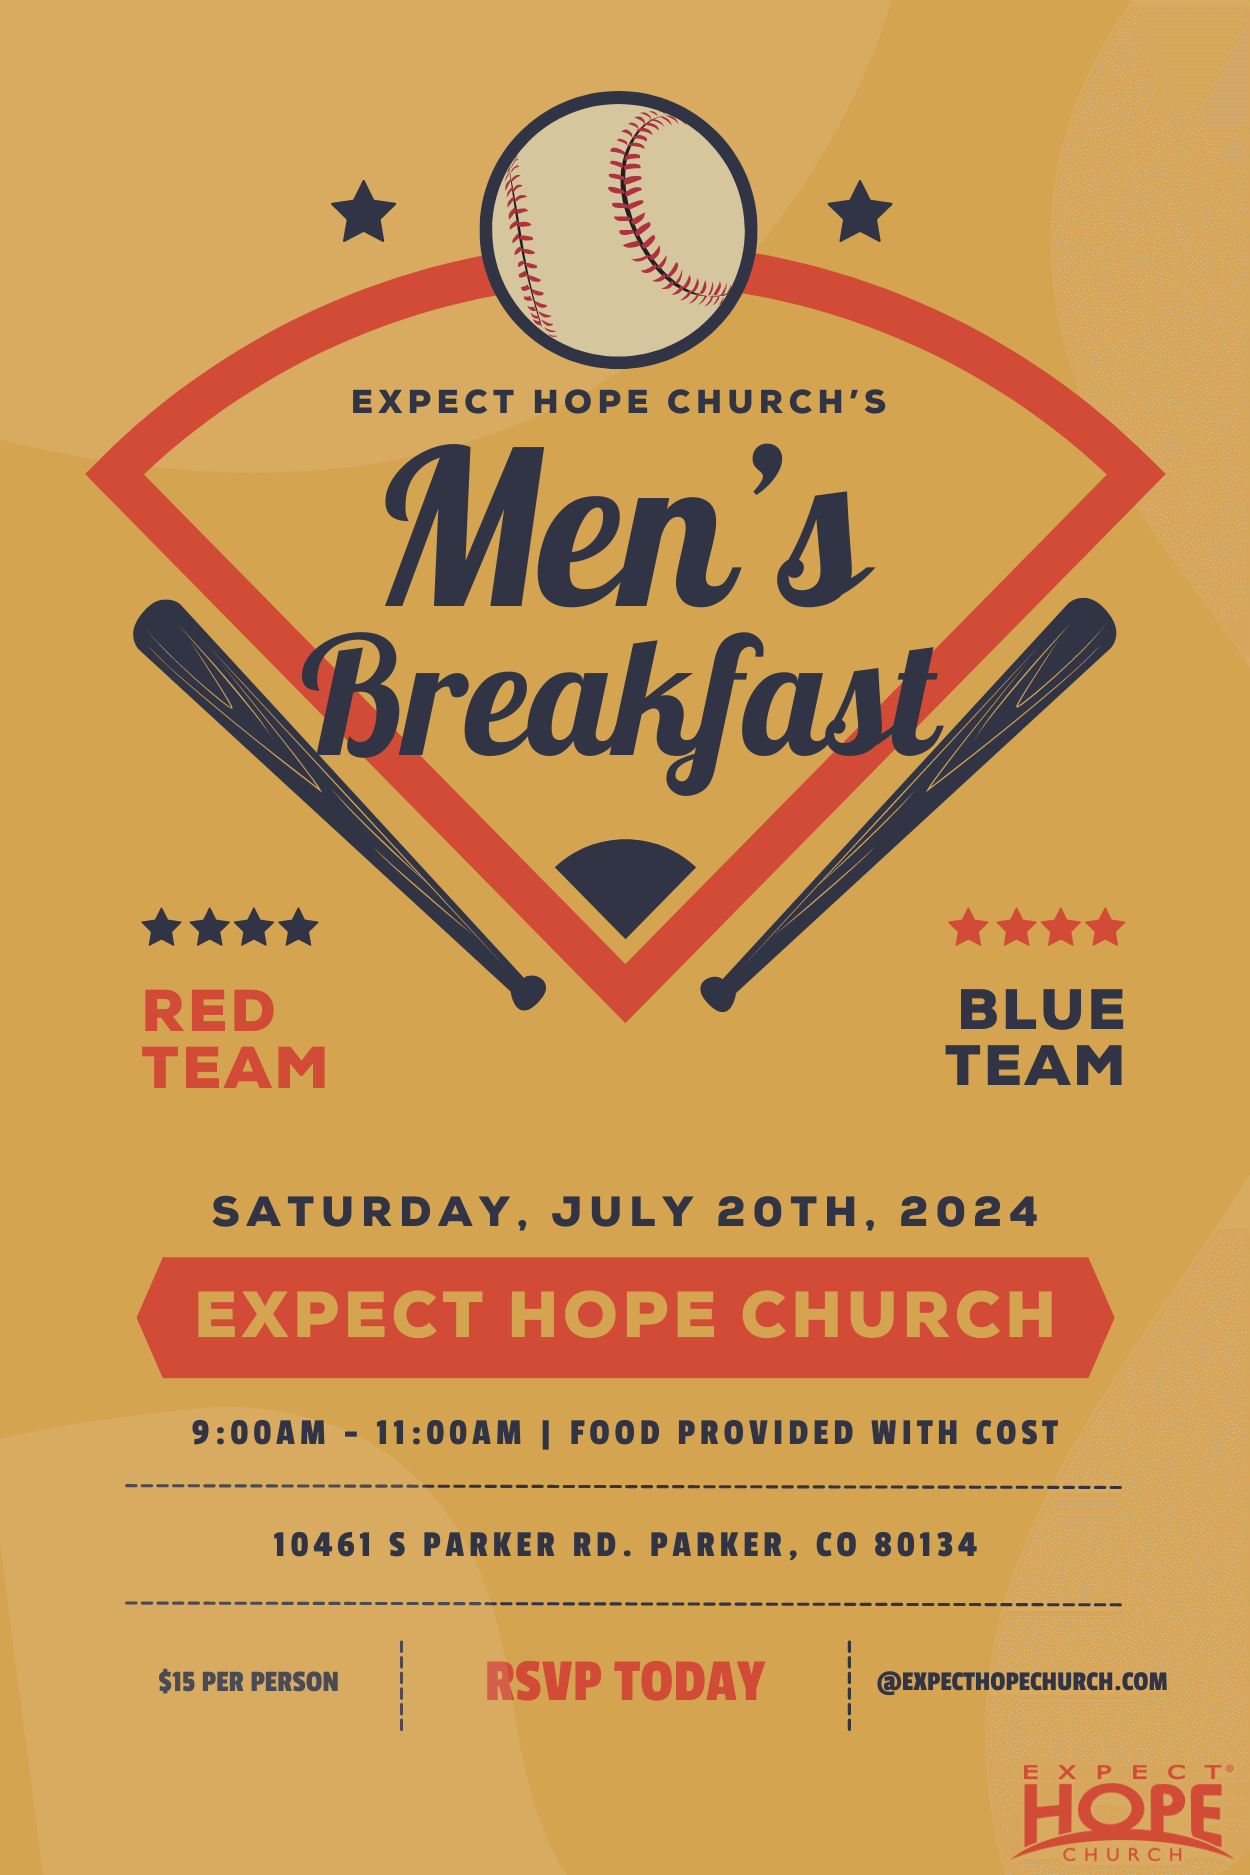 EXPECT HOPE CHURCH'S
Men's
Breakfast
RED
TEAM
BLUE
TEAM
SATURDAY, JULY 20TH, 2024
EXPECT HOPE CHURCH
9:00AM - 11:00AM | FOOD PROVIDED WITH COST
10461 S PARKER RD. PARKER, CO 80134
$15 PER PERSON
RSVP TODAY
@EXPECTHOPECHURCH.COM
EXPECT®
HOPE
CHURCH